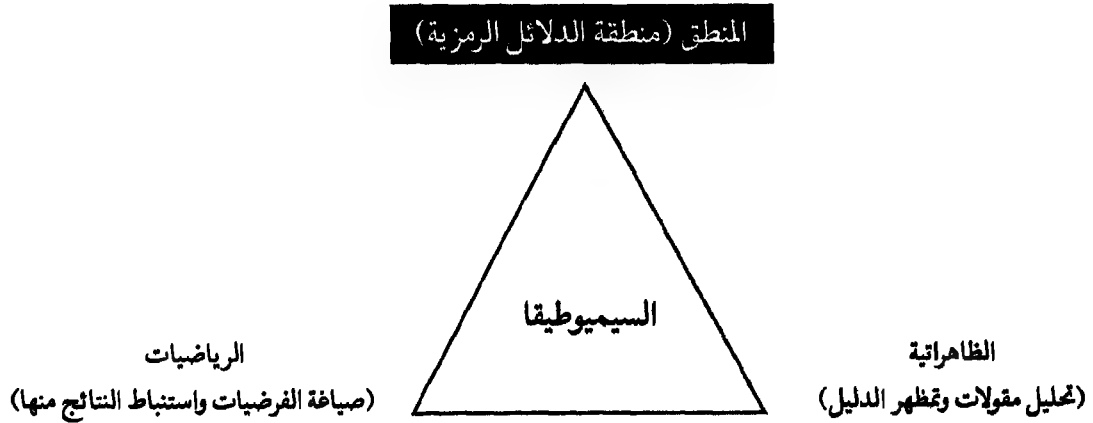 المنطق (منطقة الدلائل الرمزية)
السيميوطيقا
الظاهراتية
(تحليل مقولات وتمظهر الدليل)
الرياضيات
(صياغة الفرضيات واستنباط النتائج منها)